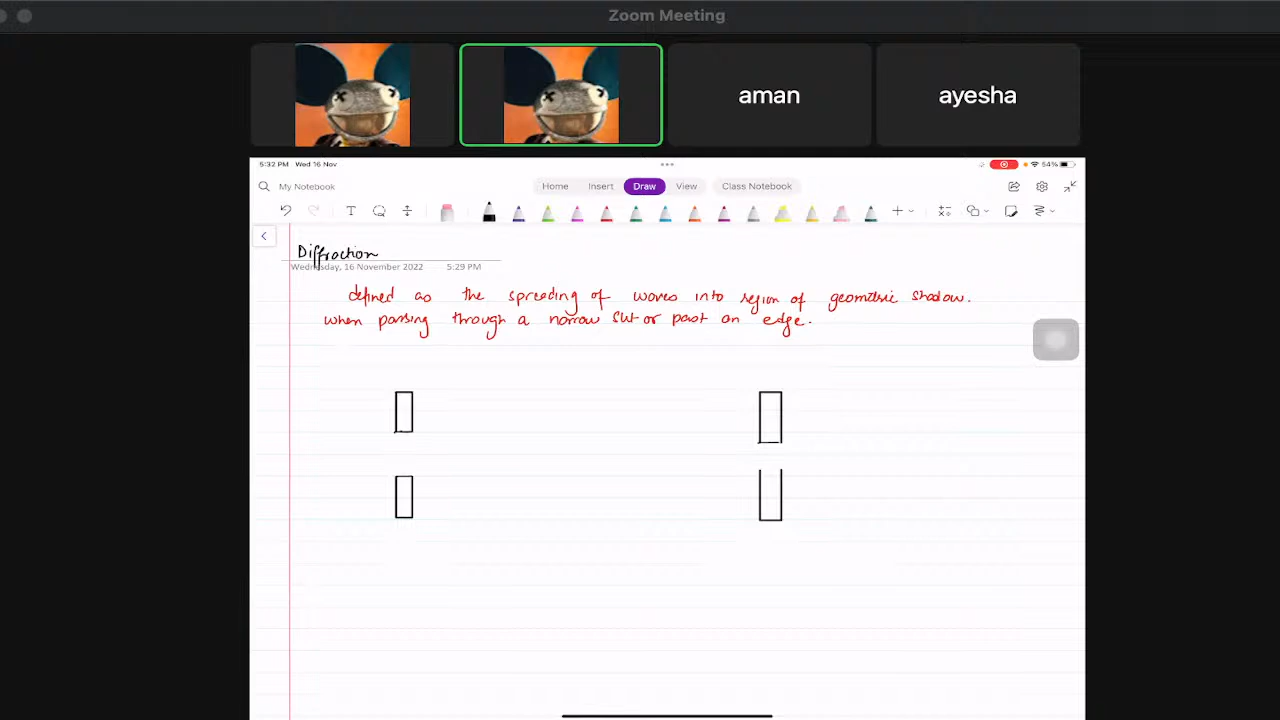 Zoom Meeting
aman
ayesha
5:32 PM Wed 16 Nov
54%
My Notebook
Home Insert Draw View Class Notebook
Diffraction
Wednesday, 16 November 2022 5:29 PM
defined as the spreading of waves into region of geometric shadow.
when passing through a narrow slit or past an edge.